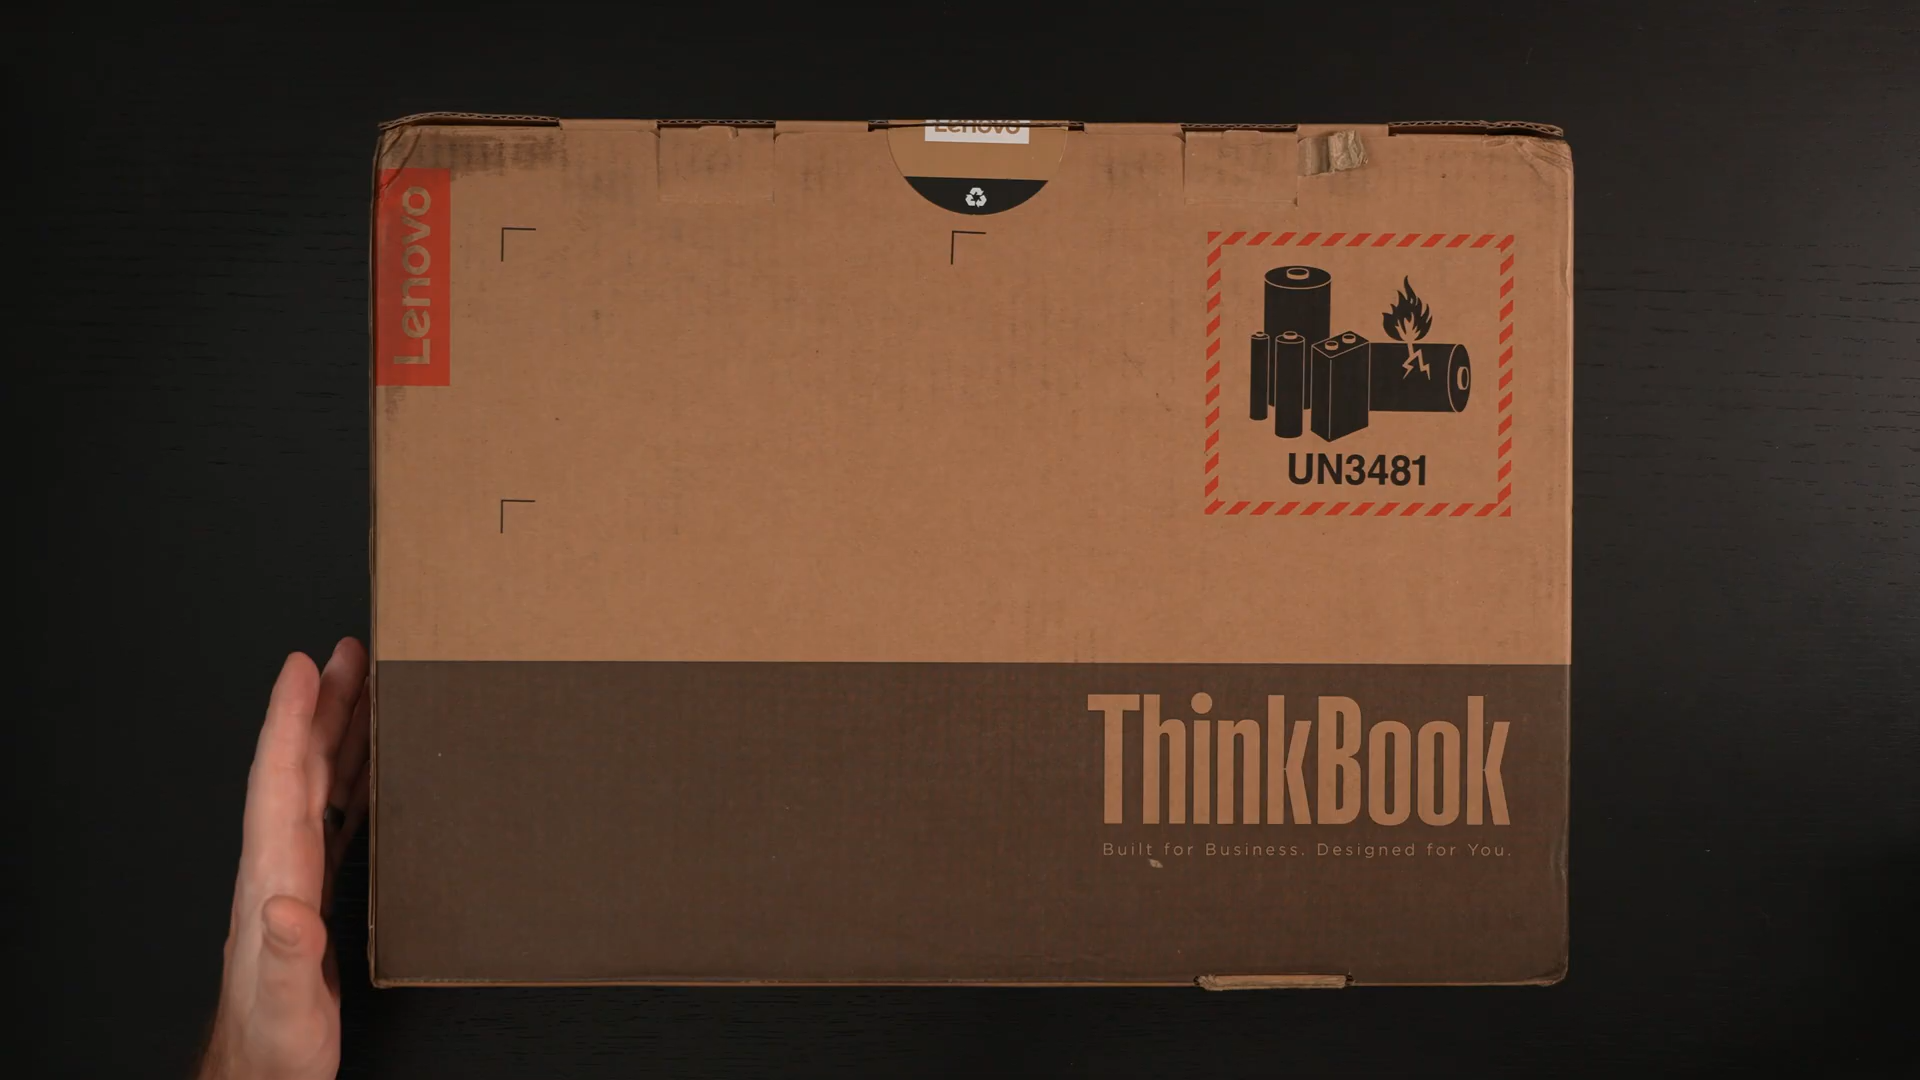 Lenovo
Lenovo
UN3481
ThinkBook
Built for Business. Designed for You.